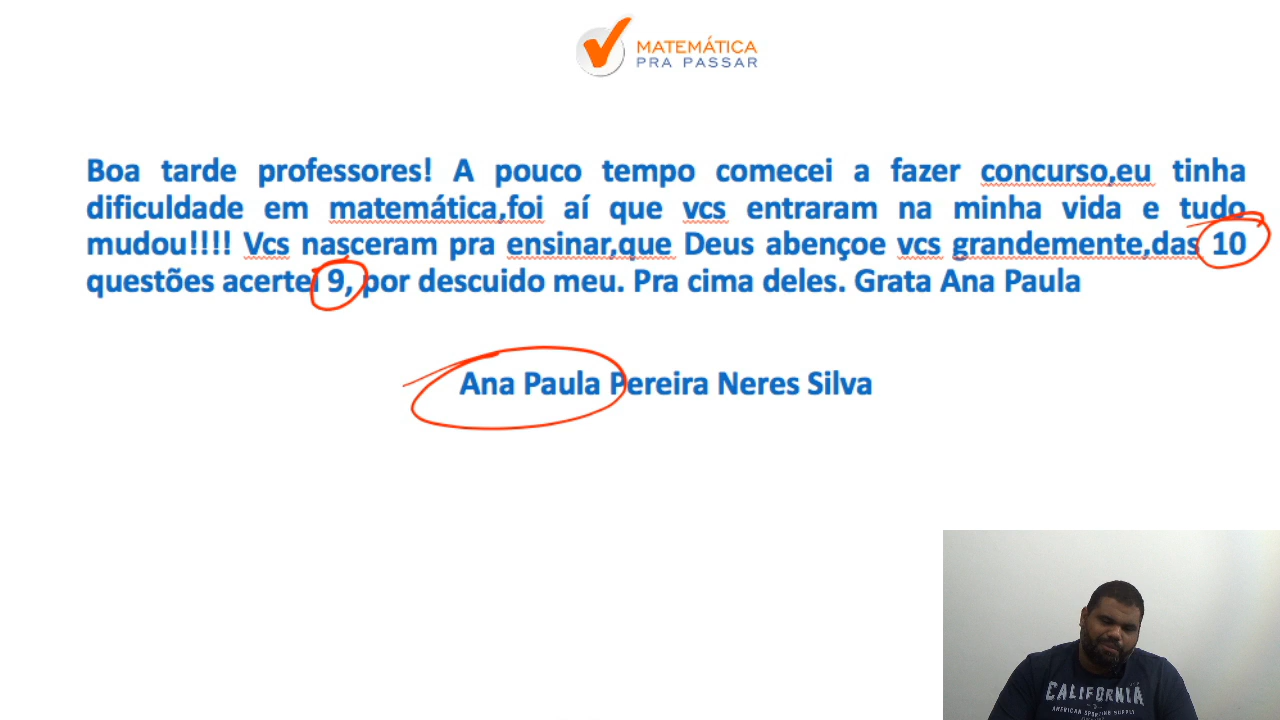 MATEMÁTICA
PRA PASSAR
Boa tarde professores! A pouco tempo comecei a fazer concurso,eu tinha
dificuldade em matemática,foi aí que vcs entraram na minha vida e tudo
mudou!!!! Vcs nasceram pra ensinar,que Deus abençoe vcs grandemente,das 10
questões acertei 9, por descuido meu. Pra cima deles. Grata Ana Paula
Ana Paula Pereira Neres Silva
CALIFORNIA